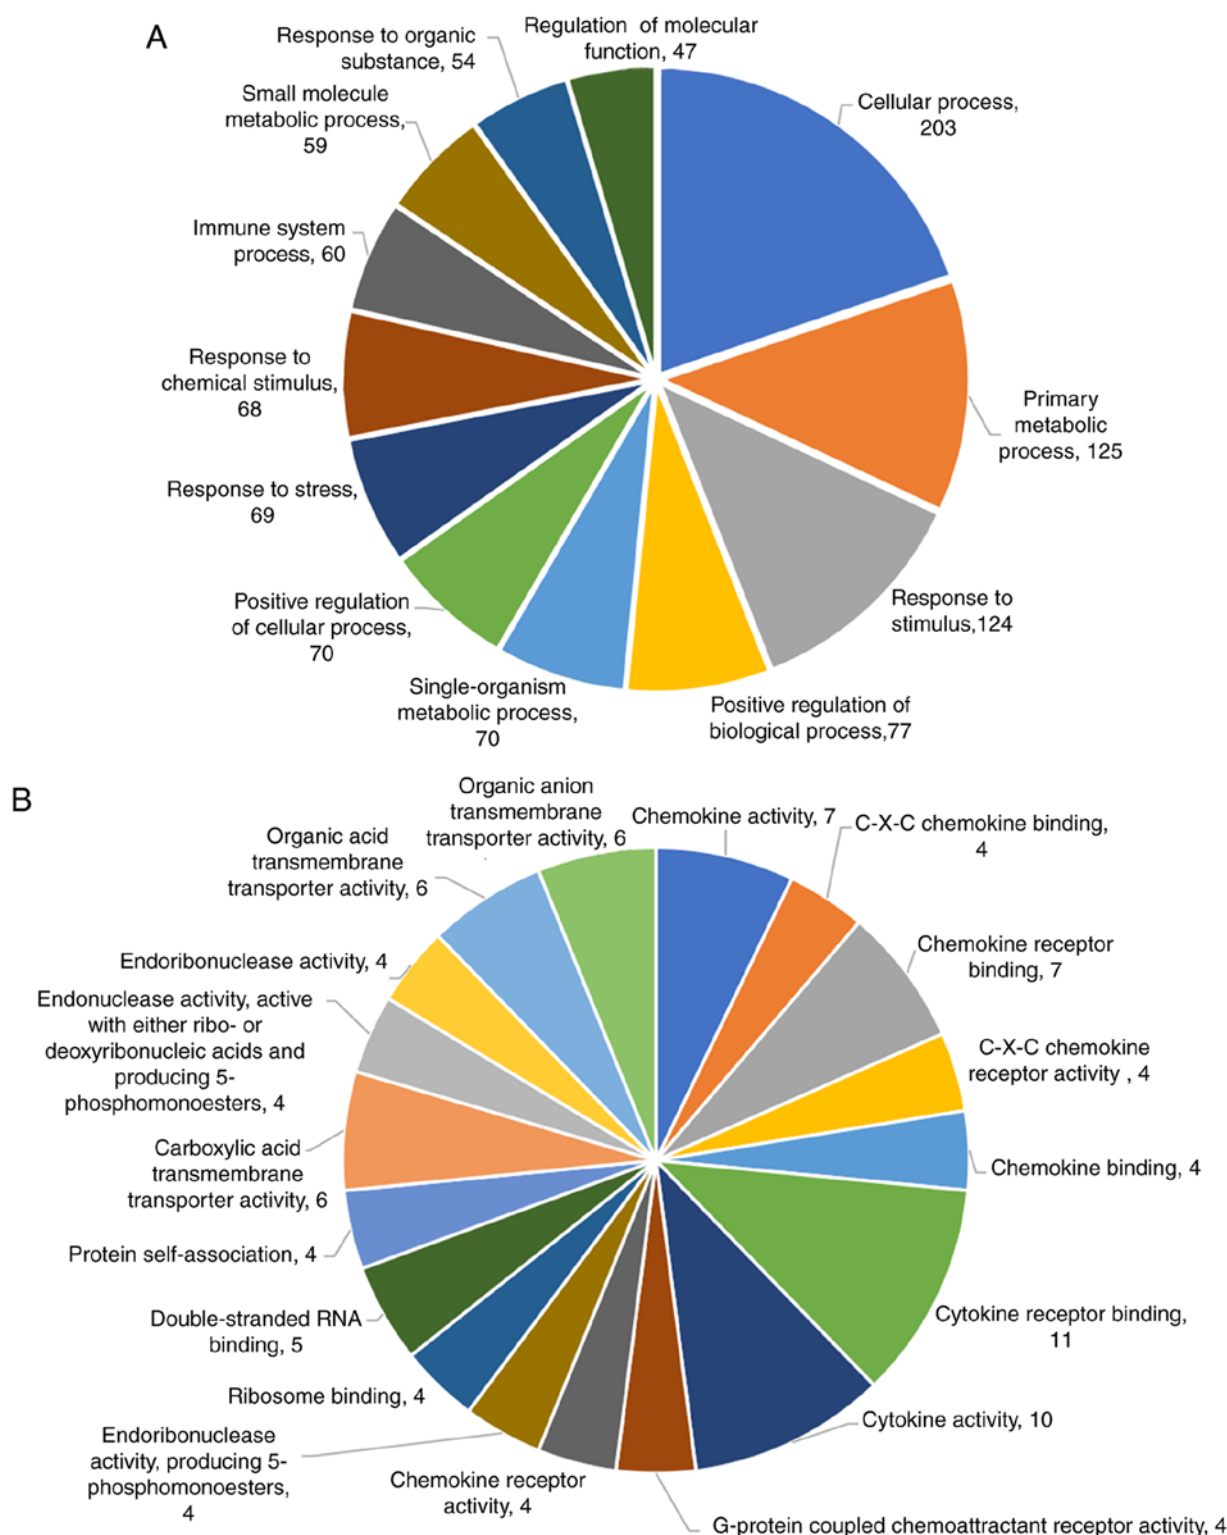 A
Regulation of molecular
function, 47
Cellular process,
203
Primary
metabolic
process, 125
Response to
stimulus,124
Positive regulation of
biological process,77
Single-organism
metabolic process,
70
Positive regulation
of cellular process,
70
Response to stress,
69
Response to
chemical stimulus,
68
Immune system
process, 60
Small molecule
metabolic process,
59
Response to organic
substance, 54
B
Chemokine activity, 7
C-X-C chemokine binding,
4
Chemokine receptor
binding, 7
C-X-C chemokine
receptor activity , 4
Chemokine binding, 4
Cytokine receptor binding,
11
Cytokine activity, 10
G-protein coupled chemoattractant receptor activity, 4
Chemokine receptor
activity, 4
Endoribonuclease
activity, producing 5-
phosphomonoesters,
4
Ribosome binding, 4
Double-stranded RNA
binding, 5
Protein self-association, 4
Carboxylic acid
transmembrane
transporter activity, 6
Endonuclease activity, active
with either ribo- or
deoxyribonucleic acids and
producing 5-
phosphomonoesters, 4
Endoribonuclease activity, 4
Organic acid
transmembrane
transporter activity, 6
Organic anion
transmembrane
transporter activity, 6